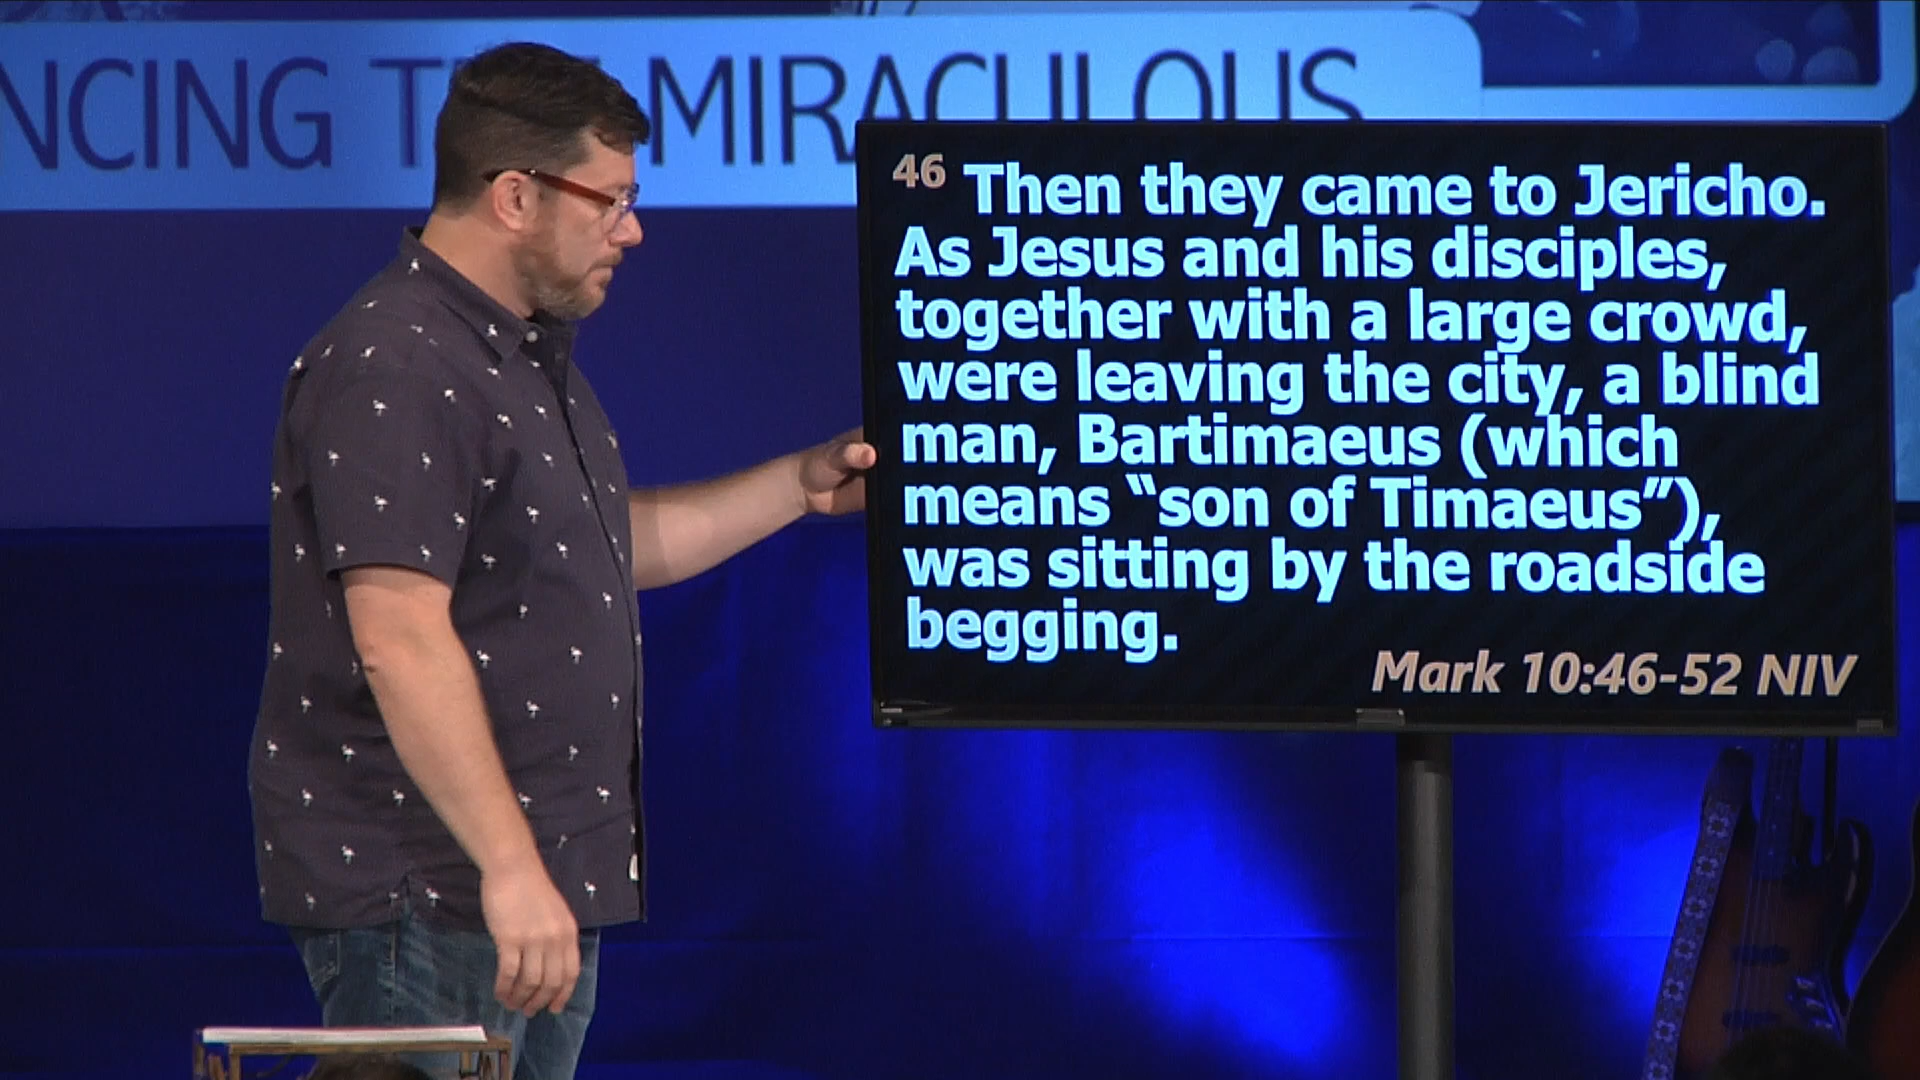 NCING T MIRACULOUS
46 Then they came to Jericho.
As Jesus and his disciples,
together with a large crowd,
were leaving the city, a blind
man, Bartimaeus (which
means “son of Timaeus”),
was sitting by the roadside
begging.
Mark 10:46-52 NIV